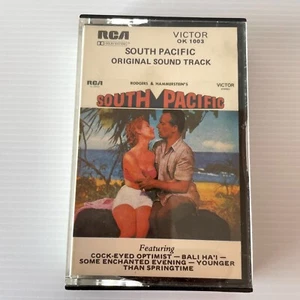 RCA VICTOR
OK 1003
SOUTH PACIFIC
ORIGINAL SOUND TRACK
RODGERS & HAMMERSTEIN'S
RCA VICTOR
SOUTH PACIFIC
Featuring
COCK-EYED OPTIMIST — BALI HA'I —
SOME ENCHANTED EVENING — YOUNGER
THAN SPRINGTIME